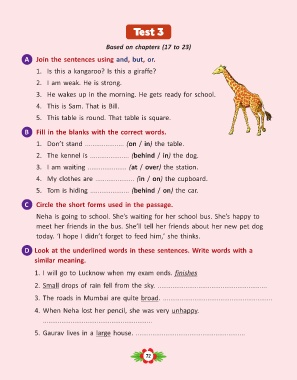 Test 3
Based on chapters (17 to 23)
A Join the sentences using and, but, or.
1. Is this a kangaroo? Is this a giraffe?
2. I am weak. He is strong.
3. He wakes up in the morning. He gets ready for school.
4. This is Sam. That is Bill.
5. This table is round. That table is square.
B Fill in the blanks with the correct words.
1. Don't stand .................... (on / in) the table.
2. The kennel is .................... (behind / in) the dog.
3. I am waiting .................... (at / over) the station.
4. My clothes are .................... (in / on) the cupboard.
5. Tom is hiding .................... (behind / on) the car.
C Circle the short forms used in the passage.
Neha is going to school. She's waiting for her school bus. She's happy to
meet her friends in the bus. She'll tell her friends about her new pet dog
today. 'I hope I didn't forget to feed him,' she thinks.
D Look at the underlined words in these sentences. Write words with a
similar meaning.
1. I will go to Lucknow when my exam ends. finishes
2. Small drops of rain fell from the sky. ..................................................
3. The roads in Mumbai are quite broad. ..................................................
4. When Neha lost her pencil, she was very unhappy.
..................................................
5. Gaurav lives in a large house. ..................................................
72